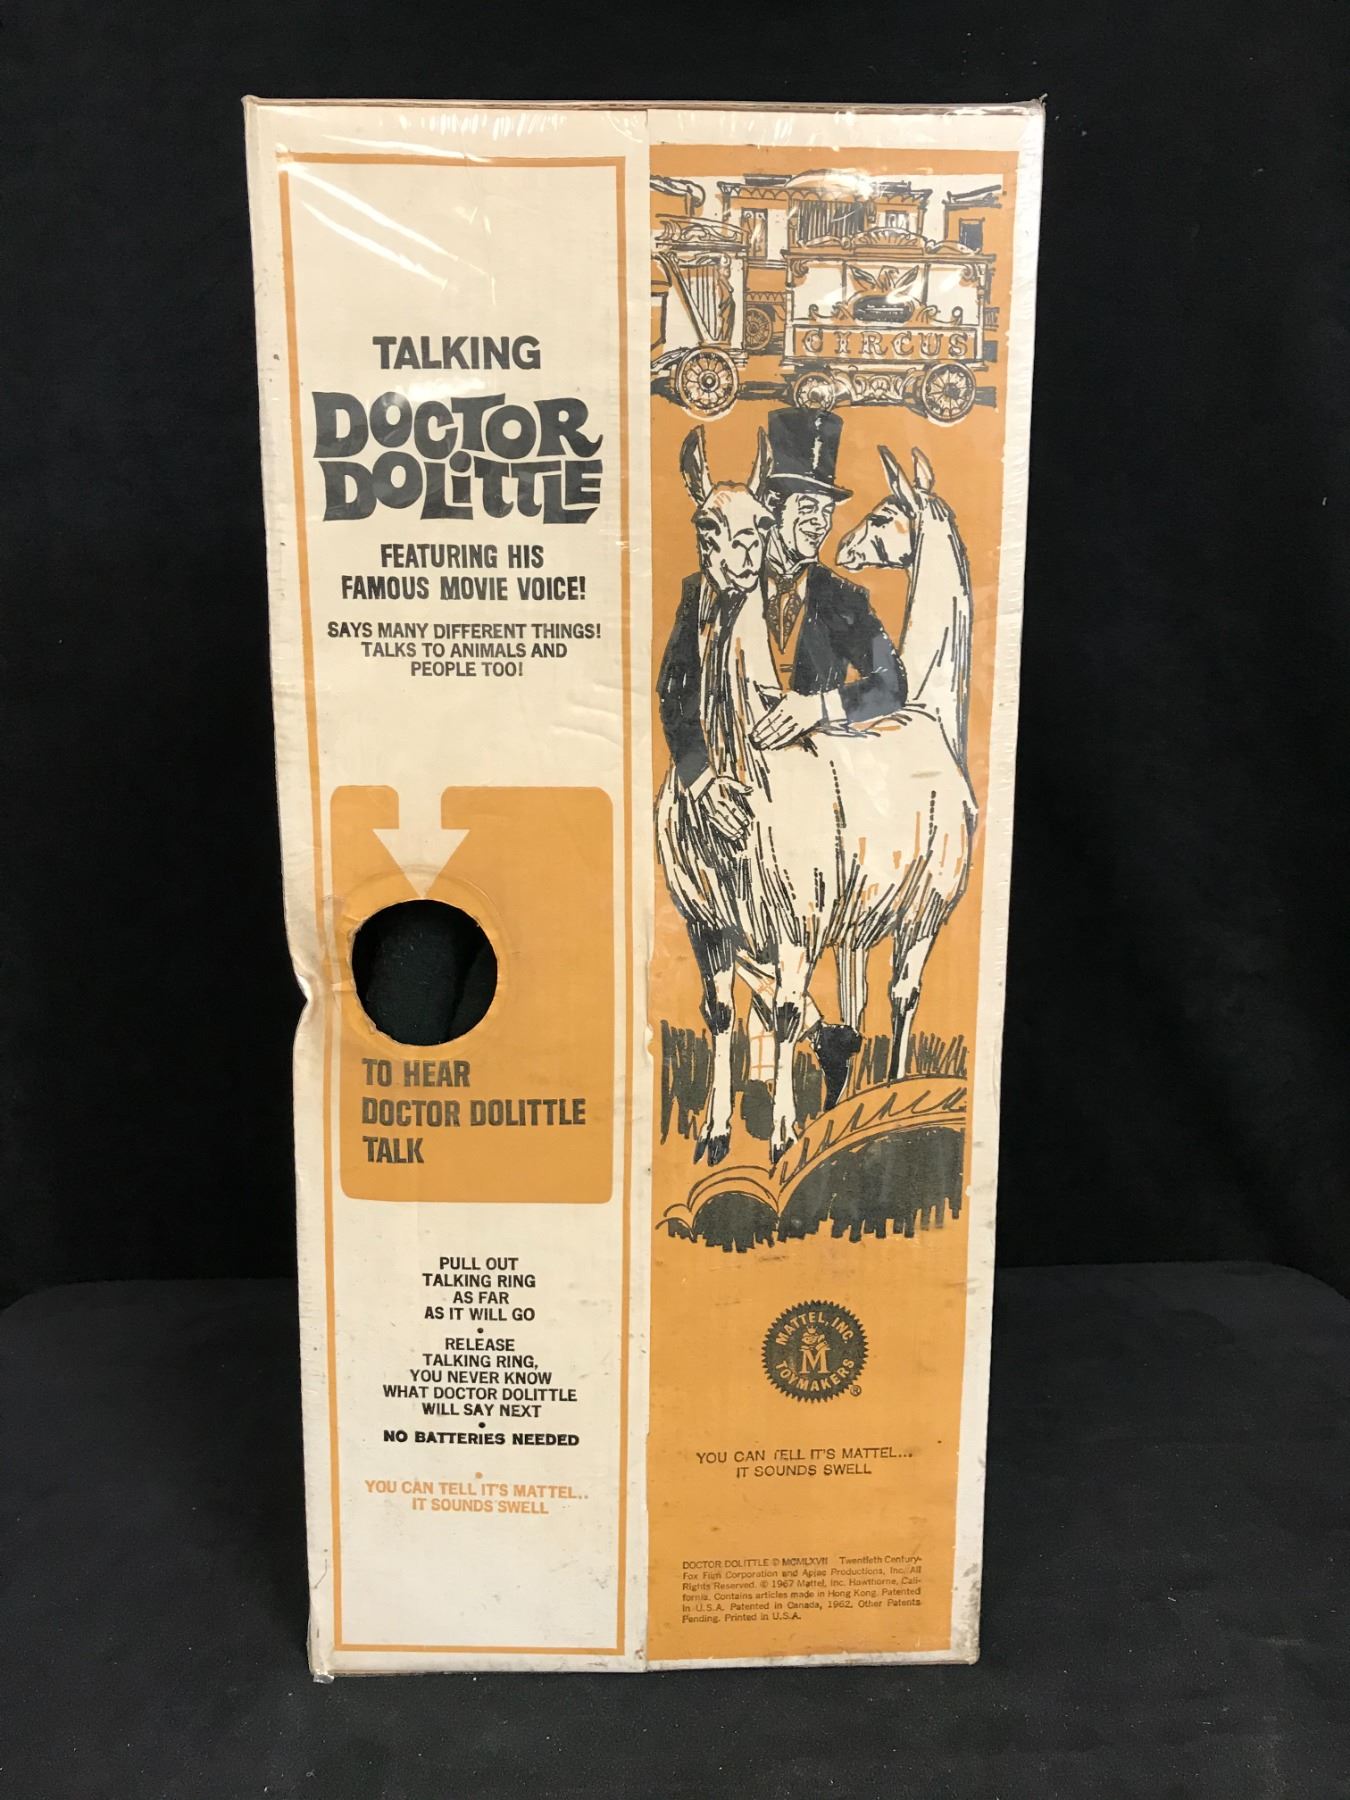 TALKING
DOCTOR
DOLITTLE
FEATURING HIS
FAMOUS MOVIE VOICE!
SAYS MANY DIFFERENT THINGS!
TALKS TO ANIMALS AND
PEOPLE TOO!
TO HEAR
DOCTOR DOLITTLE
TALK
PULL OUT
TALKING RING
AS FAR
AS IT WILL GO
•
RELEASE
TALKING RING,
YOU NEVER KNOW
WHAT DOCTOR DOLITTLE
WILL SAY NEXT
•
NO BATTERIES NEEDED
•
YOU CAN TELL IT'S MATTEL..
IT SOUNDS SWELL
CIRCUS
MATTEL, INC.
M
TOYMAKERS
®
YOU CAN TELL IT'S MATTEL...
IT SOUNDS SWELL
DOCTOR DOLITTLE © MCMLXVII Twentieth Century-
Fox Film Corporation and Apjac Productions, Inc. All
Rights Reserved. © 1967 Mattel, Inc. Hawthorne, Cali-
fornia. Contains articles made in Hong Kong. Patented
in U.S.A. Patented in Canada, 1962. Other Patents
Pending. Printed in U.S.A.